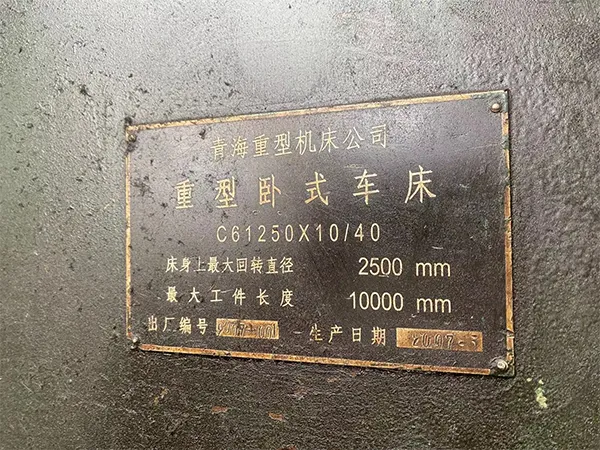 青海重型机床公司
重型卧式车床
C61250X10/40
床身上最大回转直径 2500 mm
最大工件长度 10000 mm
出厂编号 生产日期 2007-5